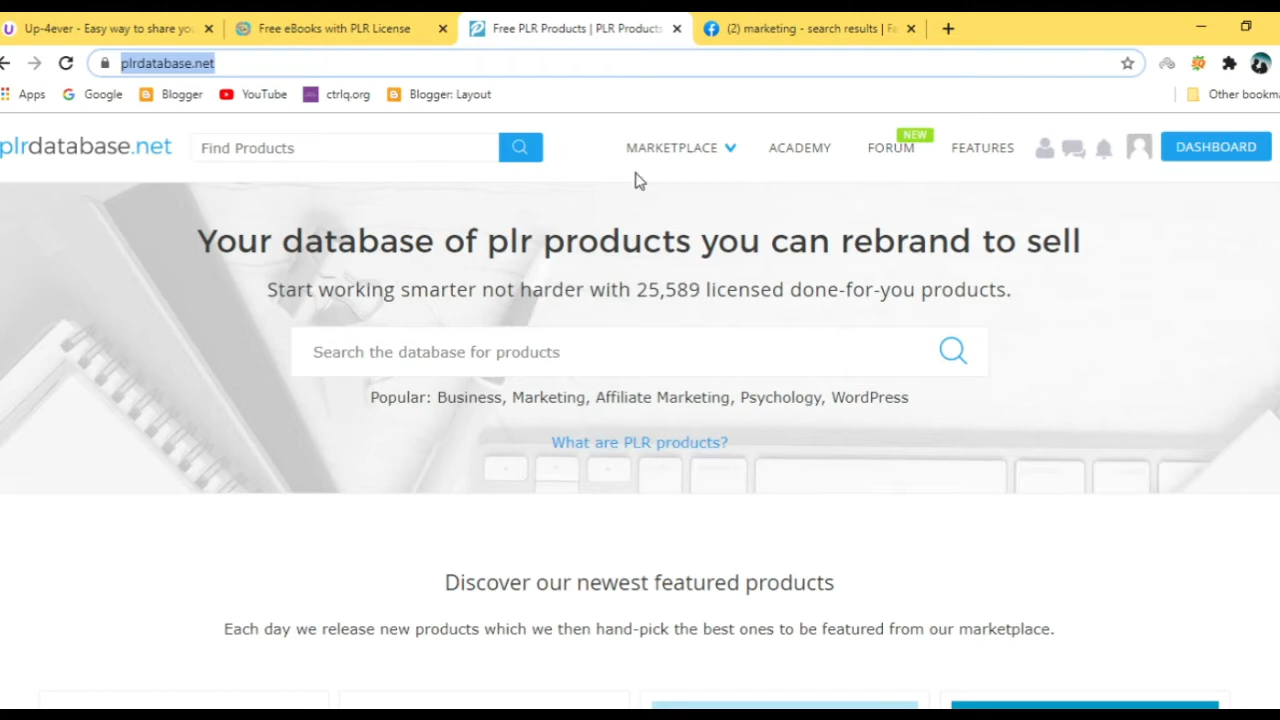 Up-4ever - Easy way to share yo
Free eBooks with PLR License
Free PLR Products | PLR Products
(2) marketing - search results | Fa
plrdatabase.net
Apps
Google
Blogger
YouTube
ctrlq.org
Blogger: Layout
Other bookma
plrdatabase.net
Find Products
MARKETPLACE
ACADEMY
FORUM
NEW
FEATURES
DASHBOARD
Your database of plr products you can rebrand to sell
Start working smarter not harder with 25,589 licensed done-for-you products.
Search the database for products
Popular: Business, Marketing, Affiliate Marketing, Psychology, WordPress
What are PLR products?
Discover our newest featured products
Each day we release new products which we then hand-pick the best ones to be featured from our marketplace.